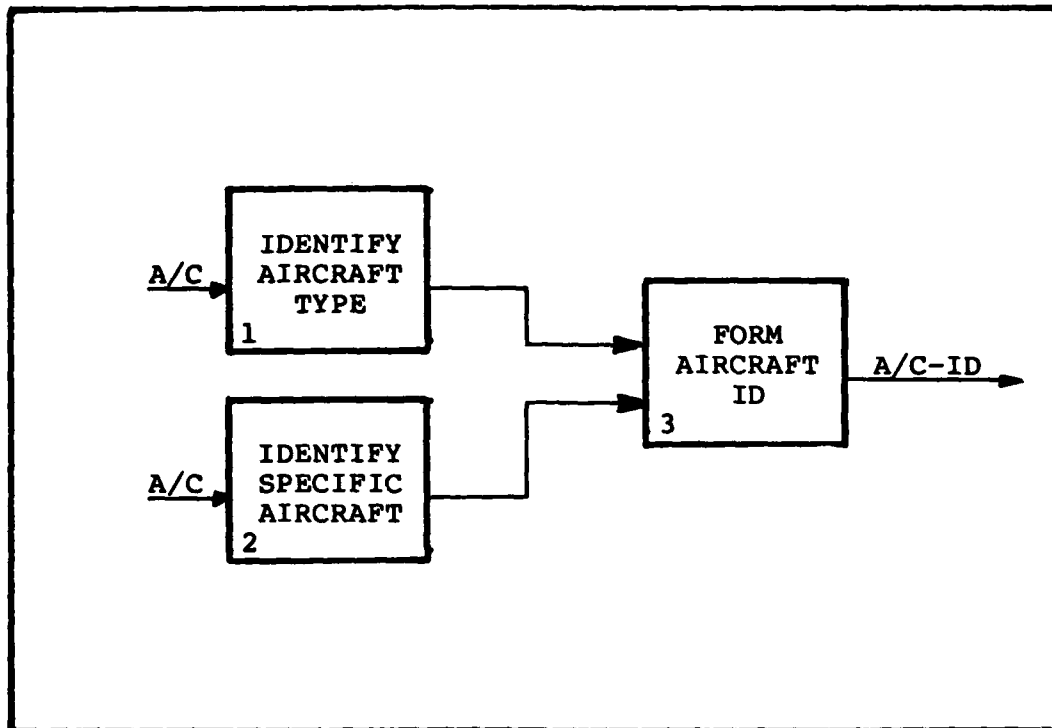 A/C
IDENTIFY
AIRCRAFT
TYPE
1
A/C
IDENTIFY
SPECIFIC
AIRCRAFT
2
FORM
AIRCRAFT
ID
3
A/C-ID